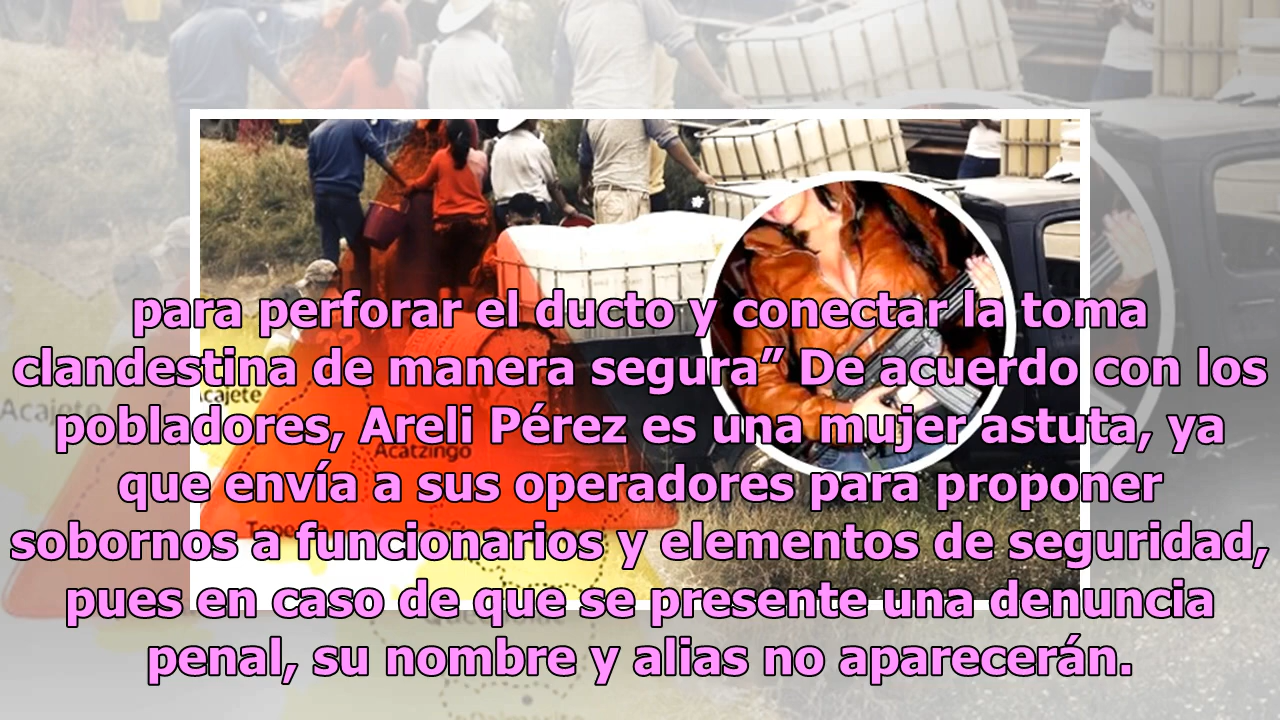 para perforar el ducto y conectar la toma
clandestina de manera segura” De acuerdo con los
pobladores, Areli Pérez es una mujer astuta, ya
que envía a sus operadores para proponer
sobornos a funcionarios y elementos de seguridad,
pues en caso de que se presente una denuncia
penal, su nombre y alias no aparecerán.
Acajete
Acatzingo